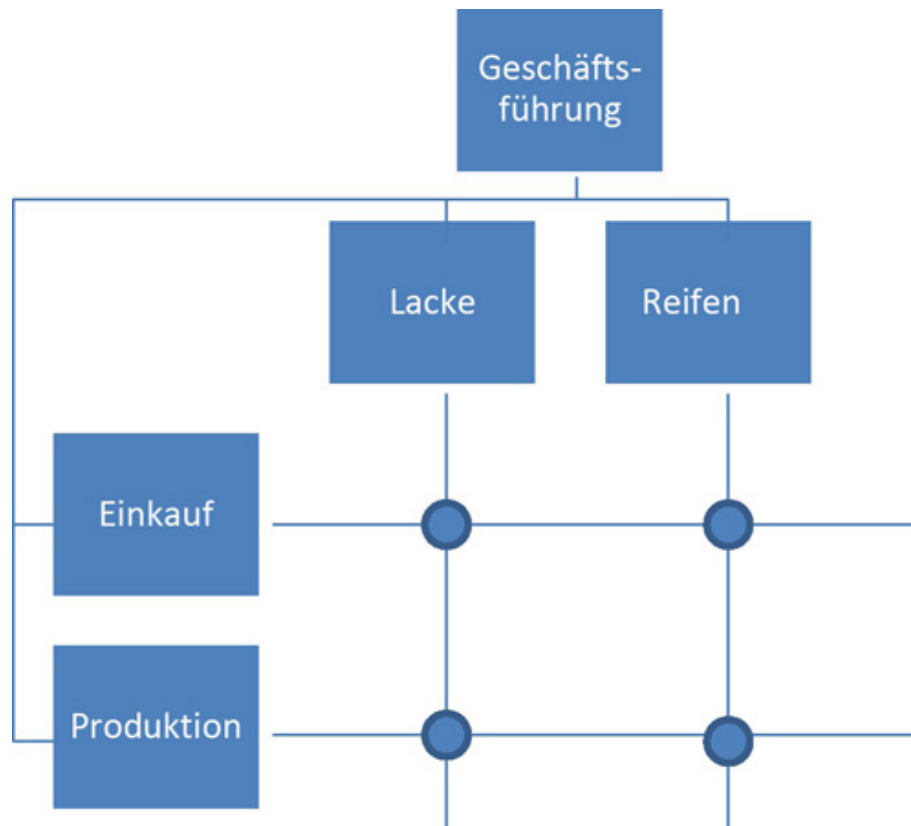 Geschäfts-
führung
Lacke
Reifen
Einkauf
Produktion